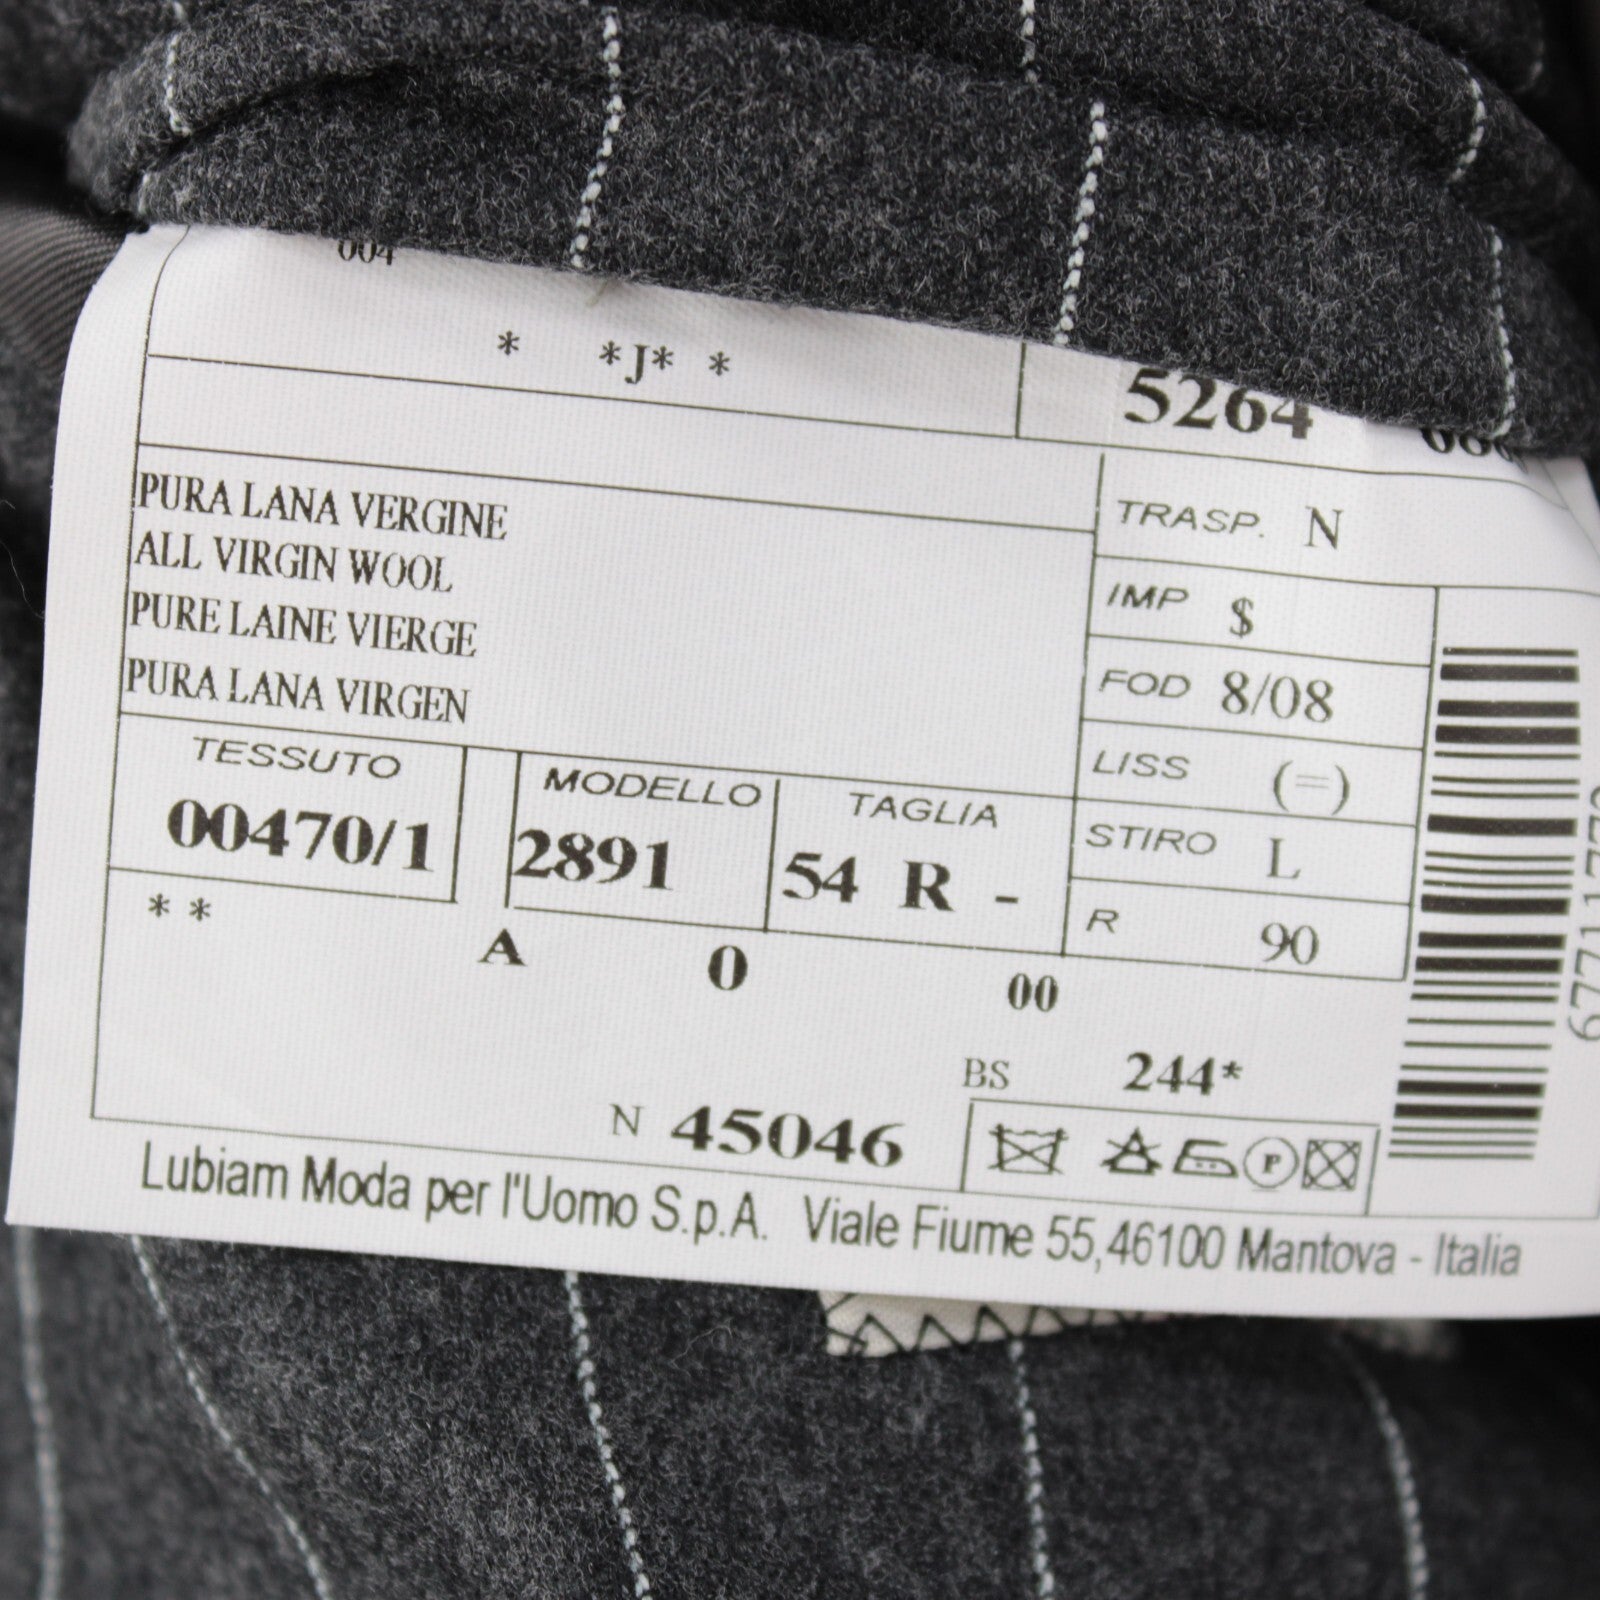 004
* *J* *
5264
PURA LANA VERGINE
ALL VIRGIN WOOL
PURE LAINE VIERGE
PURA LANA VIRGEN
TRASP. N
IMP $
FOD 8/08
LISS (=)
STIRO L
R 90
TESSUTO MODELLO TAGLIA
00470/1 2891 54 R -
* *
A 0 00
BS 244*
N 45046
P
Lubiam Moda per l'Uomo S.p.A. Viale Fiume 55,46100 Mantova - Italia